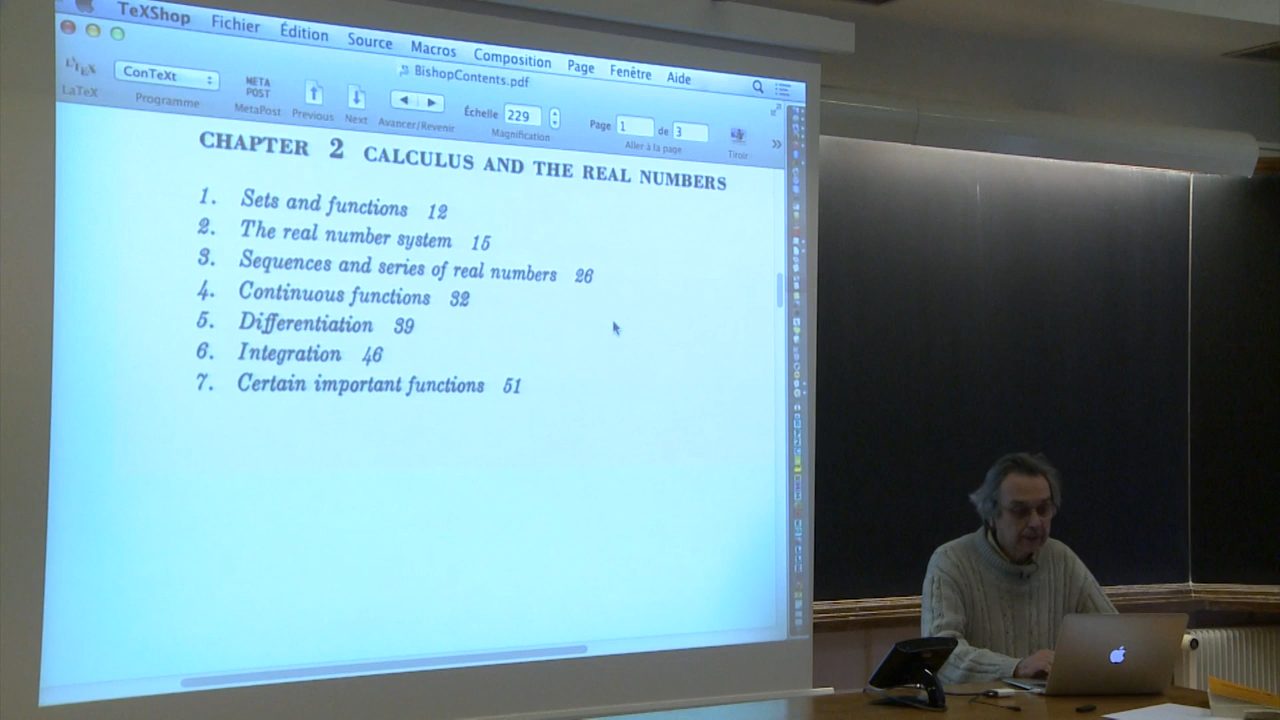 TeXShop Fichier Édition Source Macros Composition Page Fenêtre Aide
BishopContents.pdf
ConTeXt
META POST
Échelle 229
Page 1 de 3
LaTeX Programme MetaPost Previous Next Avancer/Revenir Magnification Aller à la page Tiroir
CHAPTER 2 CALCULUS AND THE REAL NUMBERS
1. Sets and functions 12
2. The real number system 15
3. Sequences and series of real numbers 26
4. Continuous functions 32
5. Differentiation 39
6. Integration 46
7. Certain important functions 51